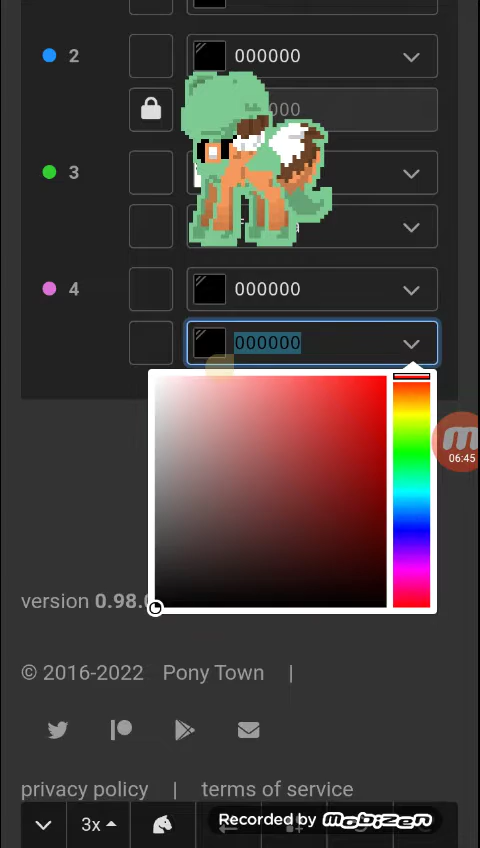 2
000000
000
3
4
000000
000000
06:45
version 0.98.0
© 2016-2022 Pony Town |
privacy policy | terms of service
3x
Recorded by mobizen